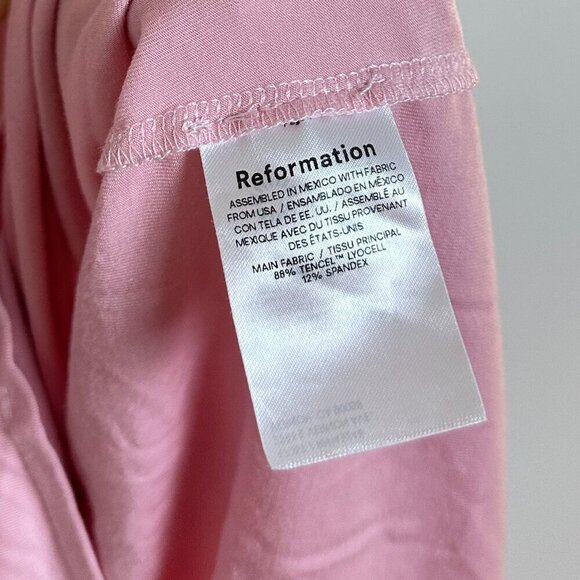 Reformation
ASSEMBLED IN MEXICO WITH FABRIC
FROM USA / ENSAMBLADO EN MÉXICO
CON TELA DE EE. UU. / ASSEMBLÉ AU
MEXIQUE AVEC DU TISSU PROVENANT
DES ÉTATS-UNIS
MAIN FABRIC / TISSU PRINCIPAL
88% TENCEL™ LYOCELL
12% SPANDEX